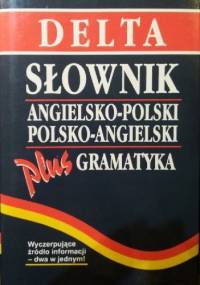 DELTA
SŁOWNIK
ANGIELSKO-POLSKI
POLSKO-ANGIELSKI
plus GRAMATYKA
Wyczerpujące
źródło informacji
– dwa w jednym!